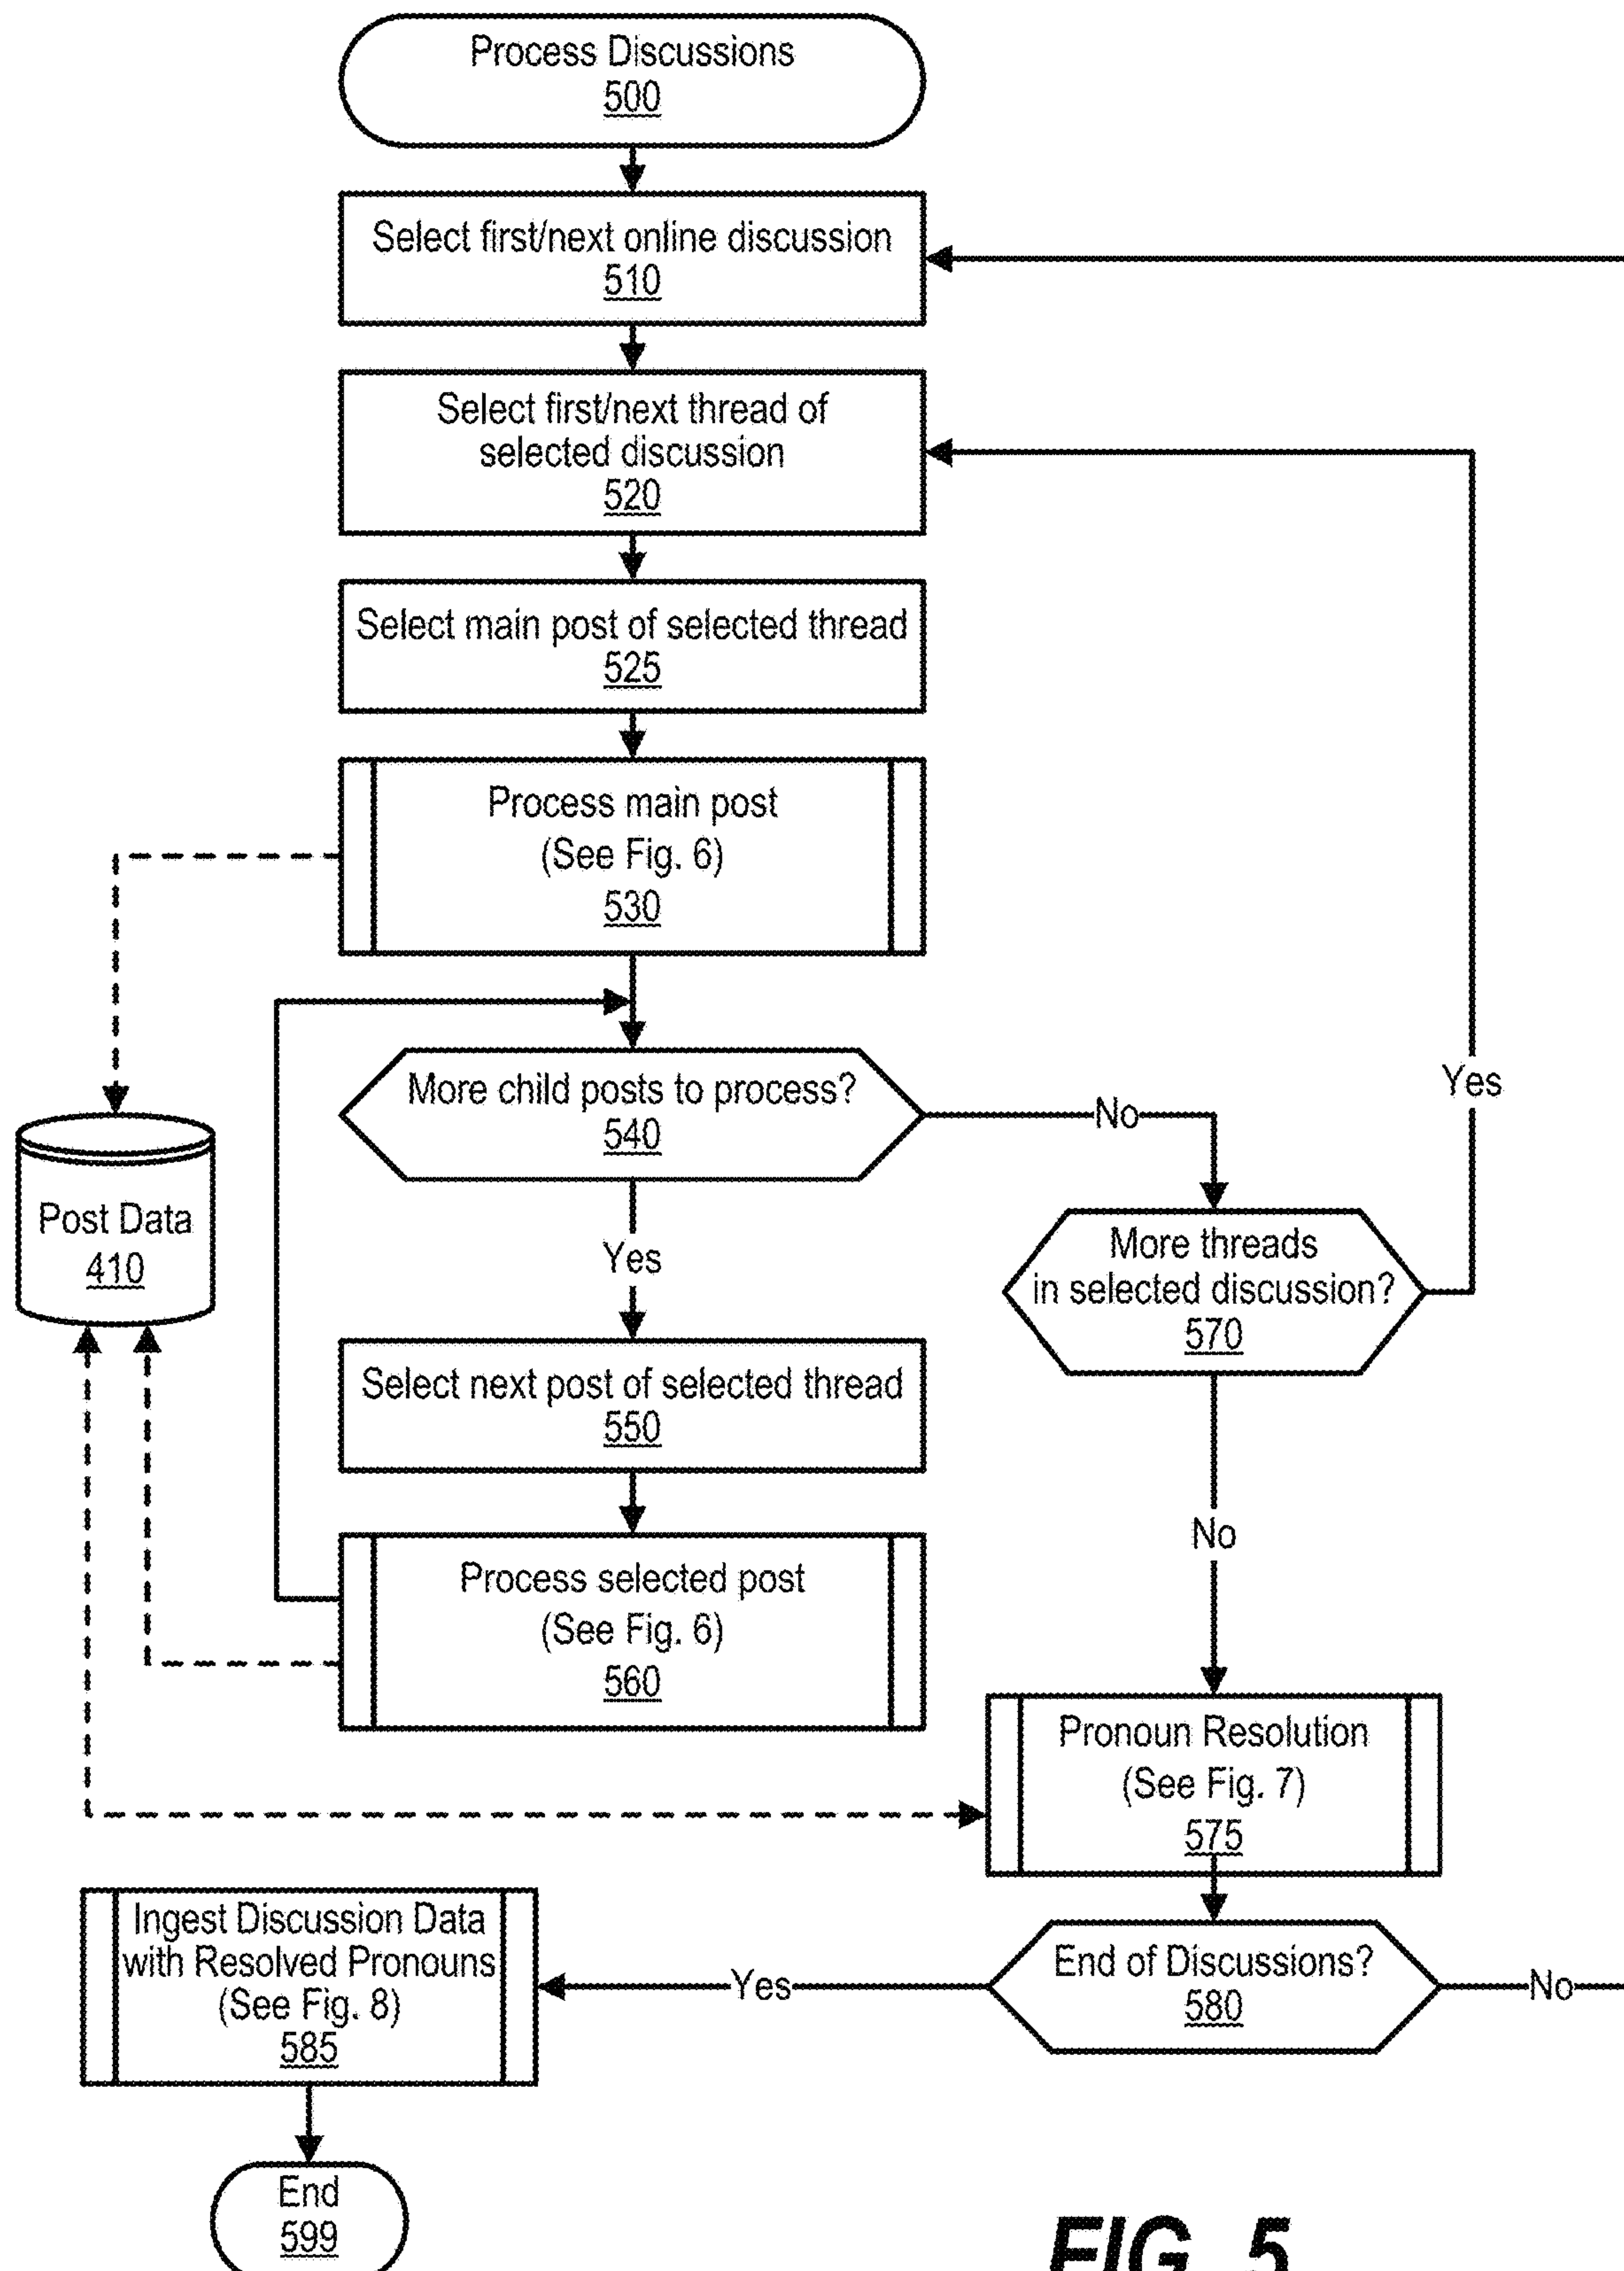 Process Discussions
500
Select first/next online discussion
510
Select first/next thread of
selected discussion
520
Select main post of selected thread
525
Process main post
(See Fig. 6)
530
More child posts to process?
540
No
Yes
Yes
Post Data
410
More threads
in selected discussion?
570
Select next post of selected thread
550
No
Process selected post
(See Fig. 6)
560
Pronoun Resolution
(See Fig. 7)
575
Ingest Discussion Data
with Resolved Pronouns
(See Fig. 8)
585
Yes
End of Discussions?
580
No
End
599
FIG. 5